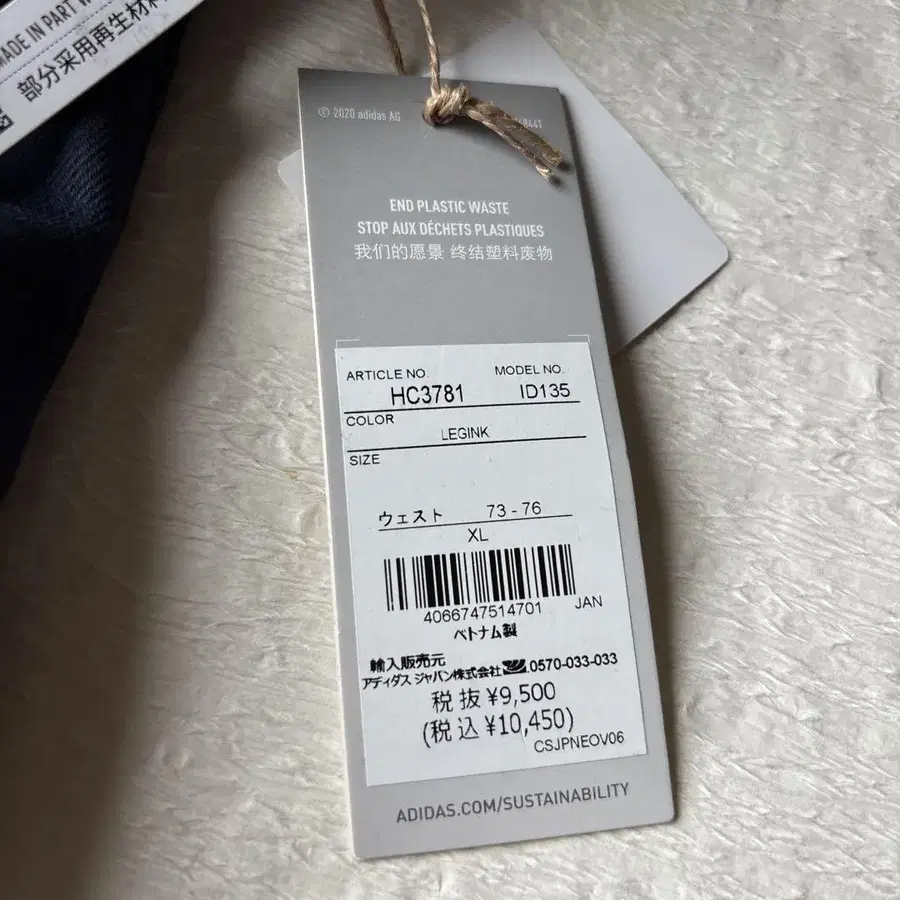 MADE IN PART W
部分采用再生材料
© 2020 adidas AG
END PLASTIC WASTE
STOP AUX DÉCHETS PLASTIQUES
我们的愿景 终结塑料废物
ARTICLE NO. MODEL NO.
HC3781 ID135
COLOR
LEGINK
SIZE
ウェスト 73-76
XL
4066747514701 JAN
ベトナム製
輸入販売元
アディダス ジャパン株式会社 0570-033-033
税抜 ¥9,500
(税込 ¥10,450)
CSJPNEOV06
ADIDAS.COM/SUSTAINABILITY